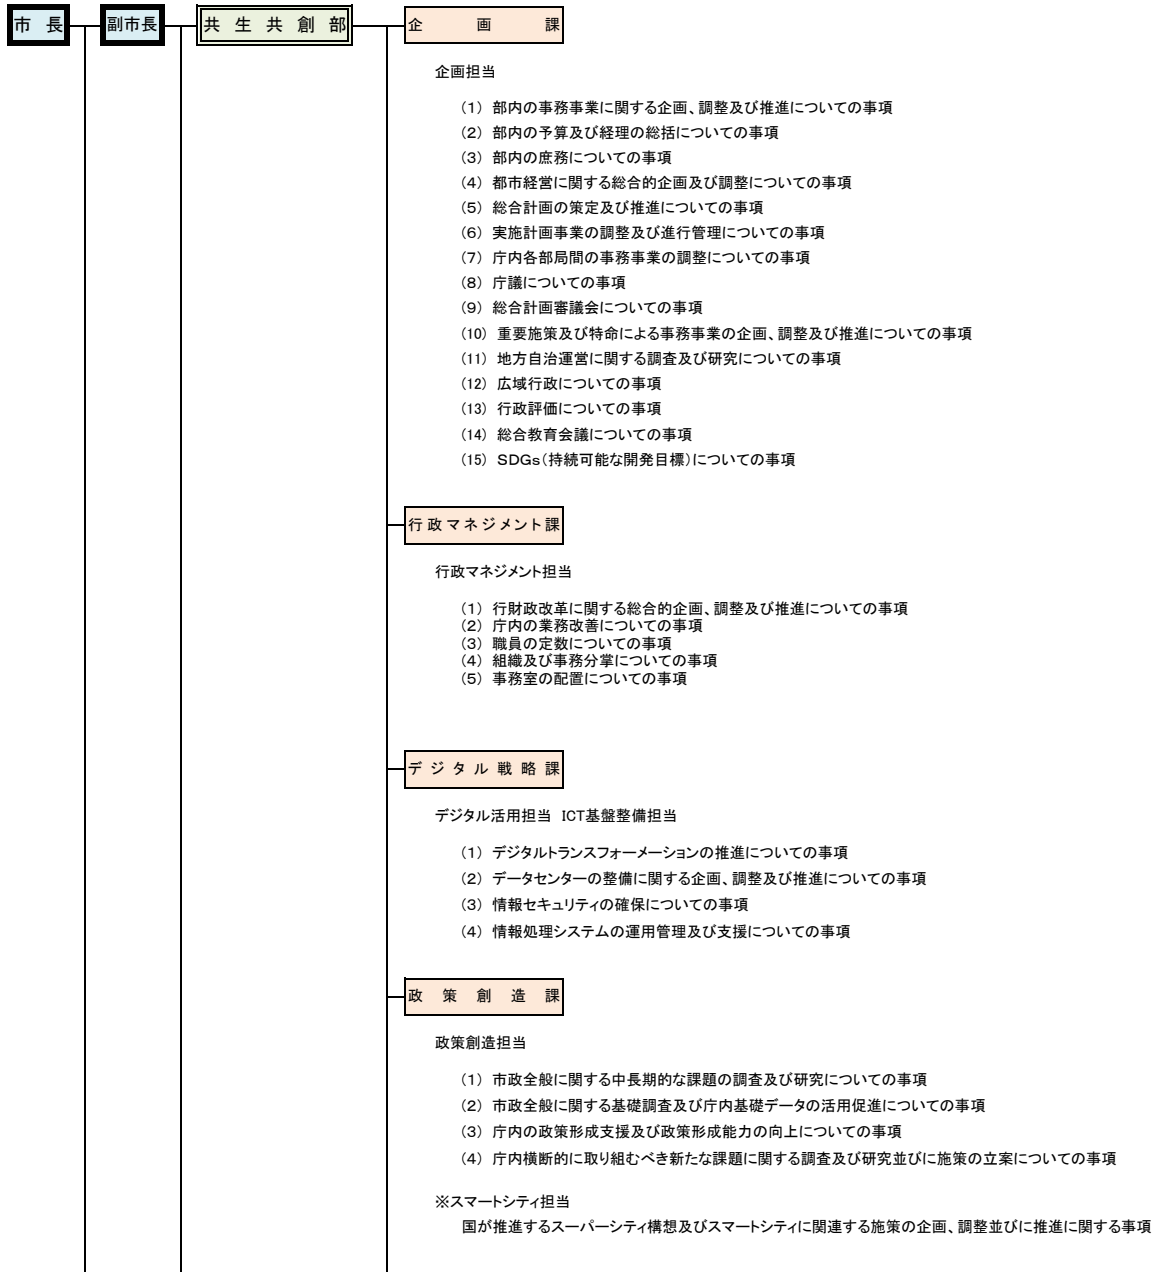 市長 副市長 共生共創部 企画課
企画担当
（1） 部内の事務事業に関する企画、調整及び推進についての事項
（2） 部内の予算及び経理の総括についての事項
（3） 部内の庶務についての事項
（4） 都市経営に関する総合的企画及び調整についての事項
（5） 総合計画の策定及び推進についての事項
（6） 実施計画事業の調整及び進行管理についての事項
（7） 庁内各部局間の事務事業の調整についての事項
（8） 庁議についての事項
（9） 総合計画審議会についての事項
（10） 重要施策及び特命による事務事業の企画、調整及び推進についての事項
（11） 地方自治運営に関する調査及び研究についての事項
（12） 広域行政についての事項
（13） 行政評価についての事項
（14） 総合教育会議についての事項
（15） SDGs（持続可能な開発目標）についての事項
行政マネジメント課
行政マネジメント担当
（1） 行財政改革に関する総合的企画、調整及び推進についての事項
（2） 庁内の業務改善についての事項
（3） 職員の定数についての事項
（4） 組織及び事務分掌についての事項
（5） 事務室の配置についての事項
デジタル戦略課
デジタル活用担当 ICT基盤整備担当
（1） デジタルトランスフォーメーションの推進についての事項
（2） データセンターの整備に関する企画、調整及び推進についての事項
（3） 情報セキュリティの確保についての事項
（4） 情報処理システムの運用管理及び支援についての事項
政策創造課
政策創造担当
（1） 市政全般に関する中長期的な課題の調査及び研究についての事項
（2） 市政全般に関する基礎調査及び庁内基礎データの活用促進についての事項
（3） 庁内の政策形成支援及び政策形成能力の向上についての事項
（4） 庁内横断的に取り組むべき新たな課題に関する調査及び研究並びに施策の立案についての事項
※スマートシティ担当
国が推進するスーパーシティ構想及びスマートシティに関連する施策の企画、調整並びに推進に関する事項